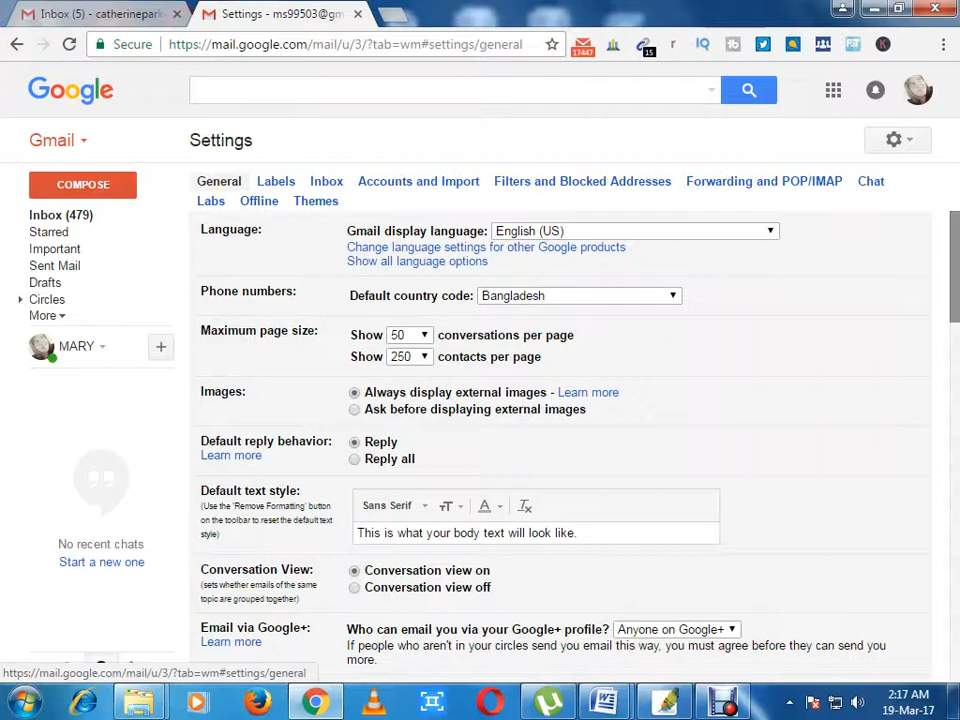 Inbox (5) - catherinepark
Settings - ms99503@gm
Secure
https://mail.google.com/mail/u/3/?tab=wm#settings/general
17447
15
r
IQ
K
Google
Gmail
Settings
COMPOSE
General
Labels
Inbox
Accounts and Import
Filters and Blocked Addresses
Forwarding and POP/IMAP
Chat
Labs
Offline
Themes
Inbox (479)
Starred
Important
Sent Mail
Drafts
Circles
More
MARY
No recent chats
Start a new one
Language:
Gmail display language: English (US)
Change language settings for other Google products
Show all language options
Phone numbers:
Default country code: Bangladesh
Maximum page size:
Show 50 conversations per page
Show 250 contacts per page
Images:
Always display external images - Learn more
Ask before displaying external images
Default reply behavior:
Learn more
Reply
Reply all
Default text style:
(Use the 'Remove Formatting' button
on the toolbar to reset the default text
style)
Sans Serif
This is what your body text will look like.
Conversation View:
(sets whether emails of the same
topic are grouped together)
Conversation view on
Conversation view off
Email via Google+:
Learn more
Who can email you via your Google+ profile? Anyone on Google+
If people who aren't in your circles send you email this way, you must agree before they can send you
more.
https://mail.google.com/mail/u/3/?tab=wm#settings/general
2:17 AM
19-Mar-17